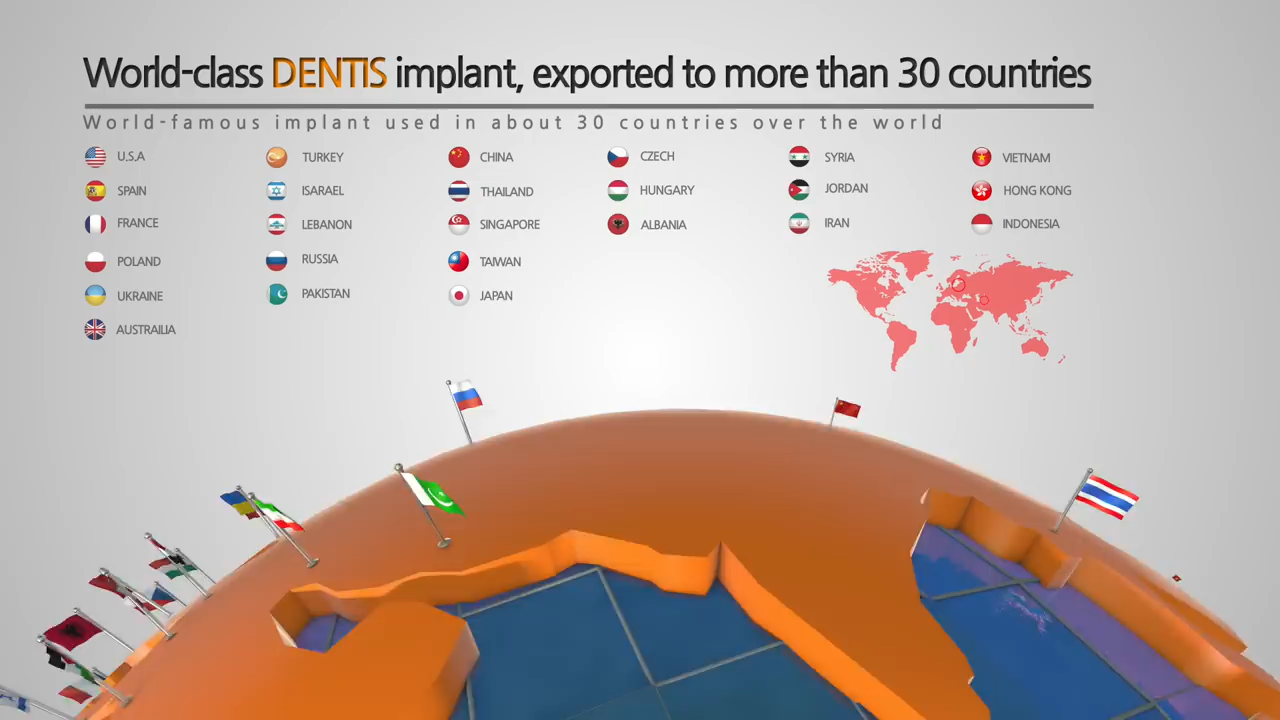 World-class DENTIS implant, exported to more than 30 countries
World-famous implant used in about 30 countries over the world
U.S.A
TURKEY
CHINA
CZECH
SYRIA
VIETNAM
SPAIN
ISARAEL
THAILAND
HUNGARY
JORDAN
HONG KONG
FRANCE
LEBANON
SINGAPORE
ALBANIA
IRAN
INDONESIA
POLAND
RUSSIA
TAIWAN
UKRAINE
PAKISTAN
JAPAN
AUSTRAILIA